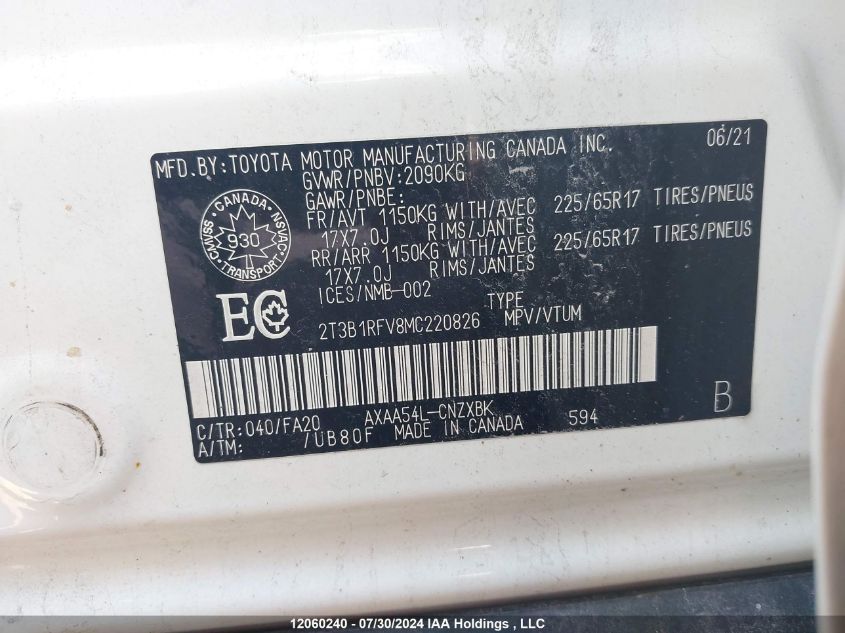 MFD.BY:TOYOTA MOTOR MANUFACTURING CANADA INC. 06/21
GVWR/PNBV:2090KG
GAWR/PNBE:
FR/AVT 1150KG WITH/AVEC 225/65R17 TIRES/PNEUS
17X7.0J RIMS/JANTES
RR/ARR 1150KG WITH/AVEC 225/65R17 TIRES/PNEUS
17X7.0J RIMS/JANTES
ICES/NMB-002
CANADA
CMVSS 930 NSVAC
TRANSPORT
EC
TYPE
2T3B1RFV8MC220826 MPV/VTUM
C/TR:040/FA20 AXAA54L-CNZXBK 594 B
A/TM: /UB80F MADE IN CANADA
12060240 - 07/30/2024 IAA Holdings , LLC